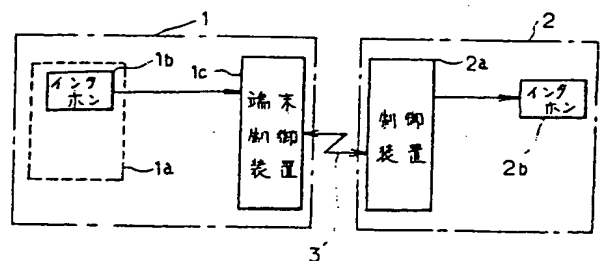 1
2
1b
1c
2a
インタ
ホン
端末
制御
装置
制御
装置
インタ
ホン
1a
2b
3′